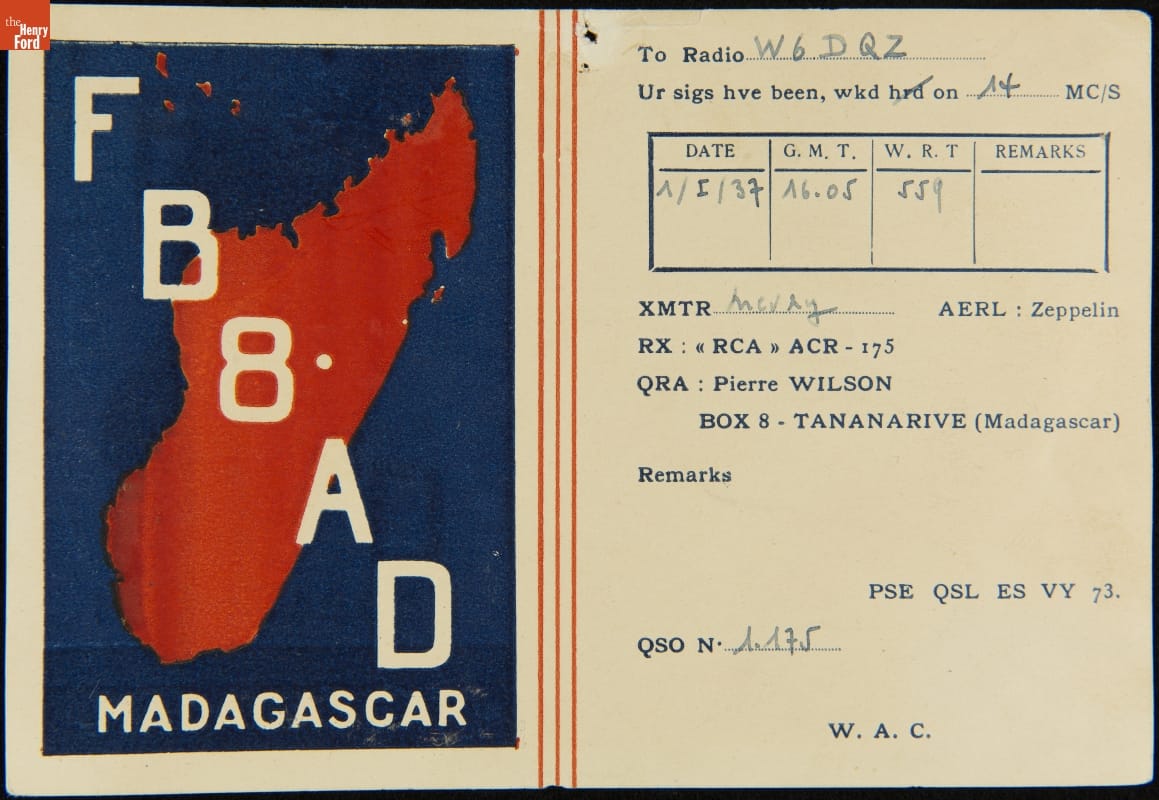 the
Henry
Ford
F
B
8
A
D
MADAGASCAR
To Radio W6DQZ
Ur sigs hve been, wkd hrd on 14 MC/S
DATE G. M. T. W. R. T REMARKS
1/I/37 16.05 559
XMTR AERL : Zeppelin
RX : « RCA » ACR - 175
QRA : Pierre WILSON
BOX 8 - TANANARIVE (Madagascar)
Remarks
PSE QSL ES VY 73.
QSO N· 1.175
W. A. C.